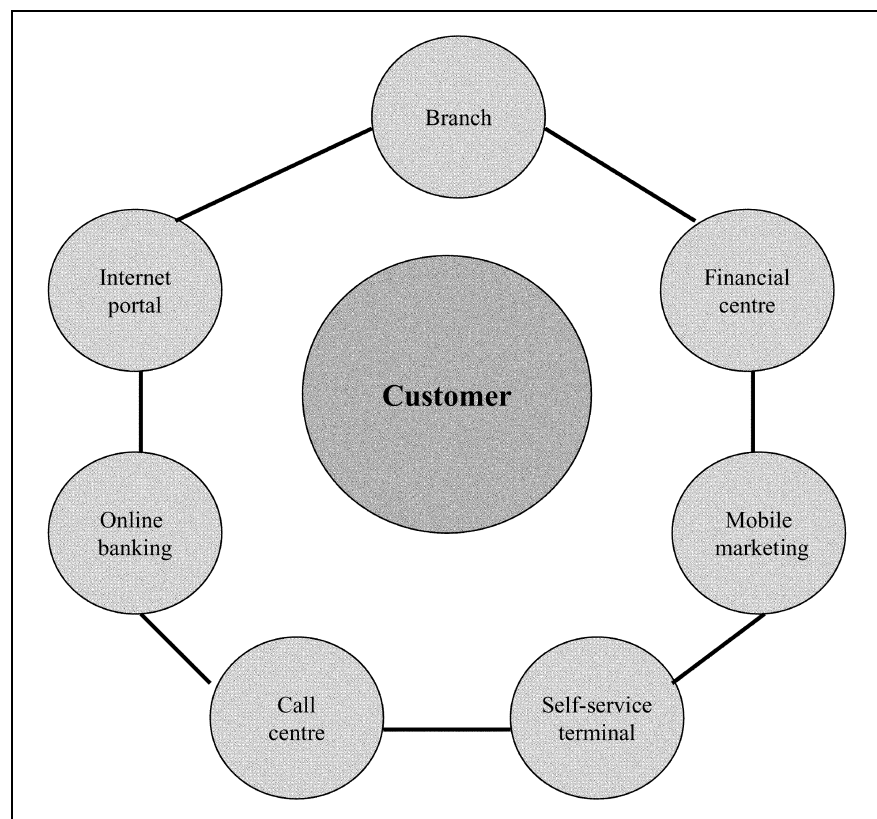 Branch
Internet
portal
Financial
centre
Customer
Online
banking
Mobile
marketing
Call
centre
Self-service
terminal